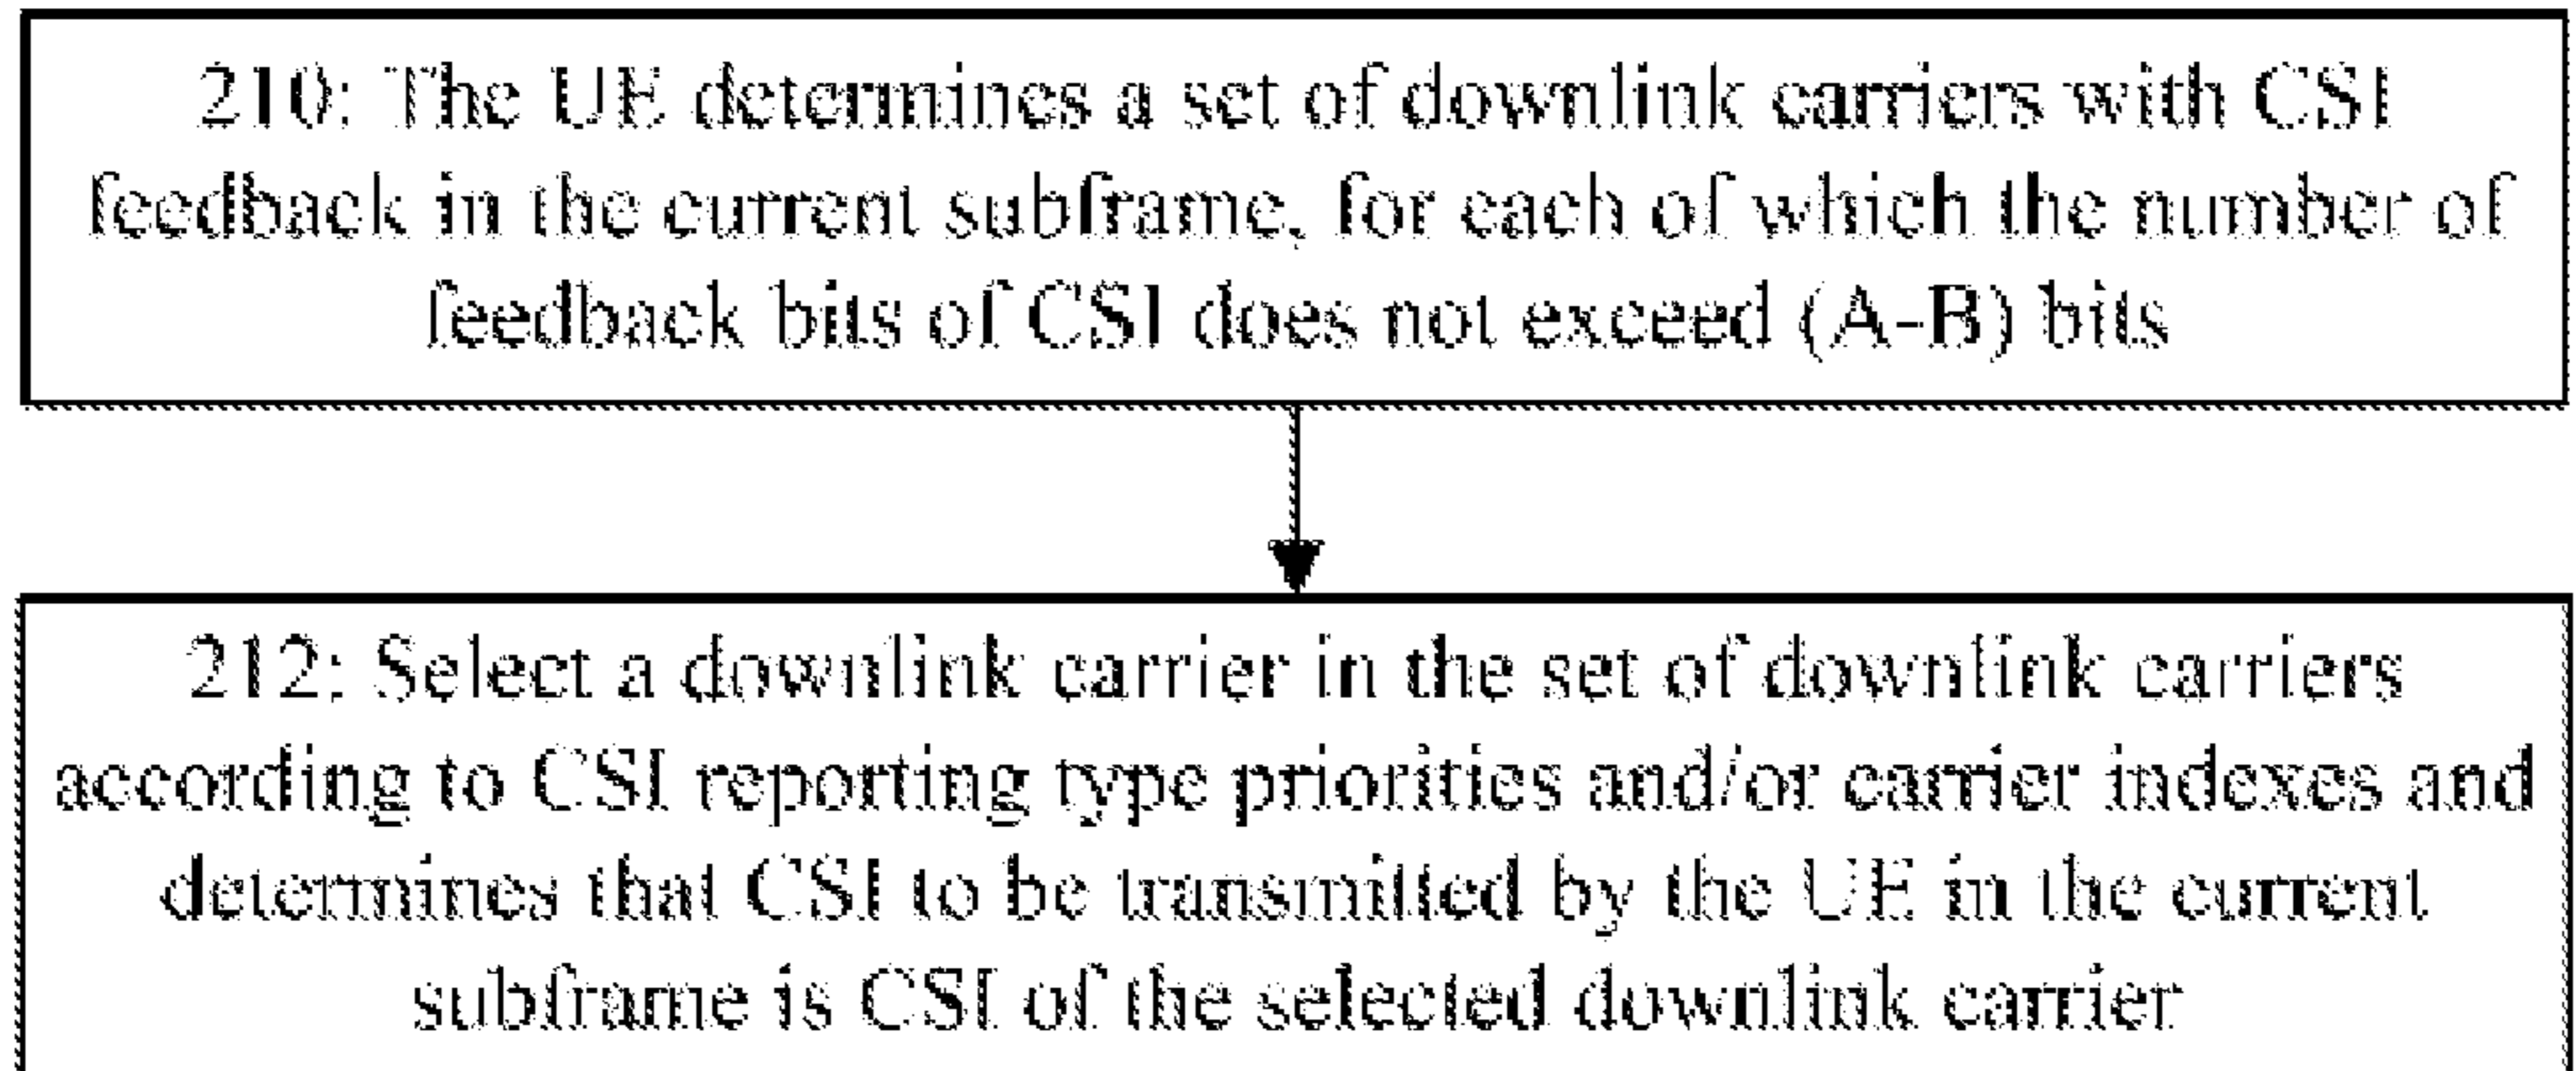 210: The UE determines a set of downlink carriers with CSI
feedback in the current subframe, for each of which the number of
feedback bits of CSI does not exceed (A-B) bits
212: Select a downlink carrier in the set of downlink carriers
according to CSI reporting type priorities and/or carrier indexes and
determines that CSI to be transmitted by the UE in the current
subframe is CSI of the selected downlink carrier